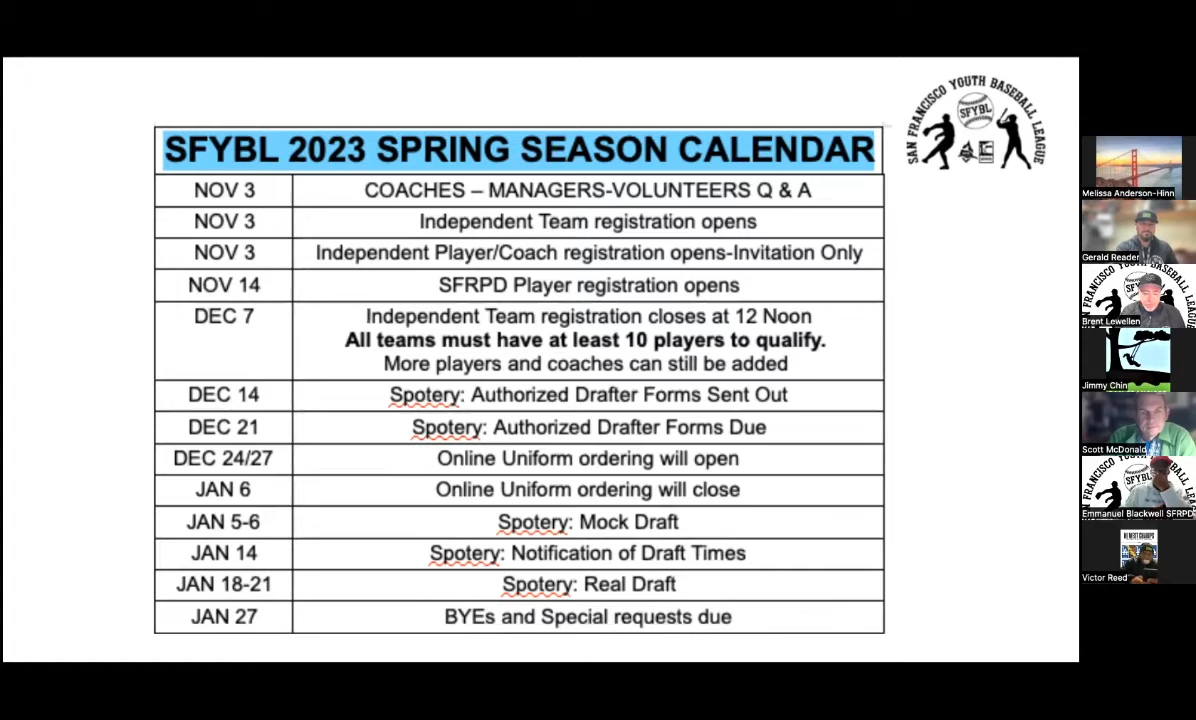 SFYBL 2023 SPRING SEASON CALENDAR
NOV 3 COACHES – MANAGERS-VOLUNTEERS Q & A
NOV 3 Independent Team registration opens
NOV 3 Independent Player/Coach registration opens-Invitation Only
NOV 14 SFRPD Player registration opens
DEC 7 Independent Team registration closes at 12 Noon
All teams must have at least 10 players to qualify.
More players and coaches can still be added
DEC 14 Spotery: Authorized Drafter Forms Sent Out
DEC 21 Spotery: Authorized Drafter Forms Due
DEC 24/27 Online Uniform ordering will open
JAN 6 Online Uniform ordering will close
JAN 5-6 Spotery: Mock Draft
JAN 14 Spotery: Notification of Draft Times
JAN 18-21 Spotery: Real Draft
JAN 27 BYEs and Special requests due
SAN FRANCISCO YOUTH BASEBALL LEAGUE
SFYBL
Melissa Anderson-Hinn
Gerald Reader
Brent Lewellen
Jimmy Chin
Scott McDonald
Emmanuel Blackwell SFRPD
Victor Reed